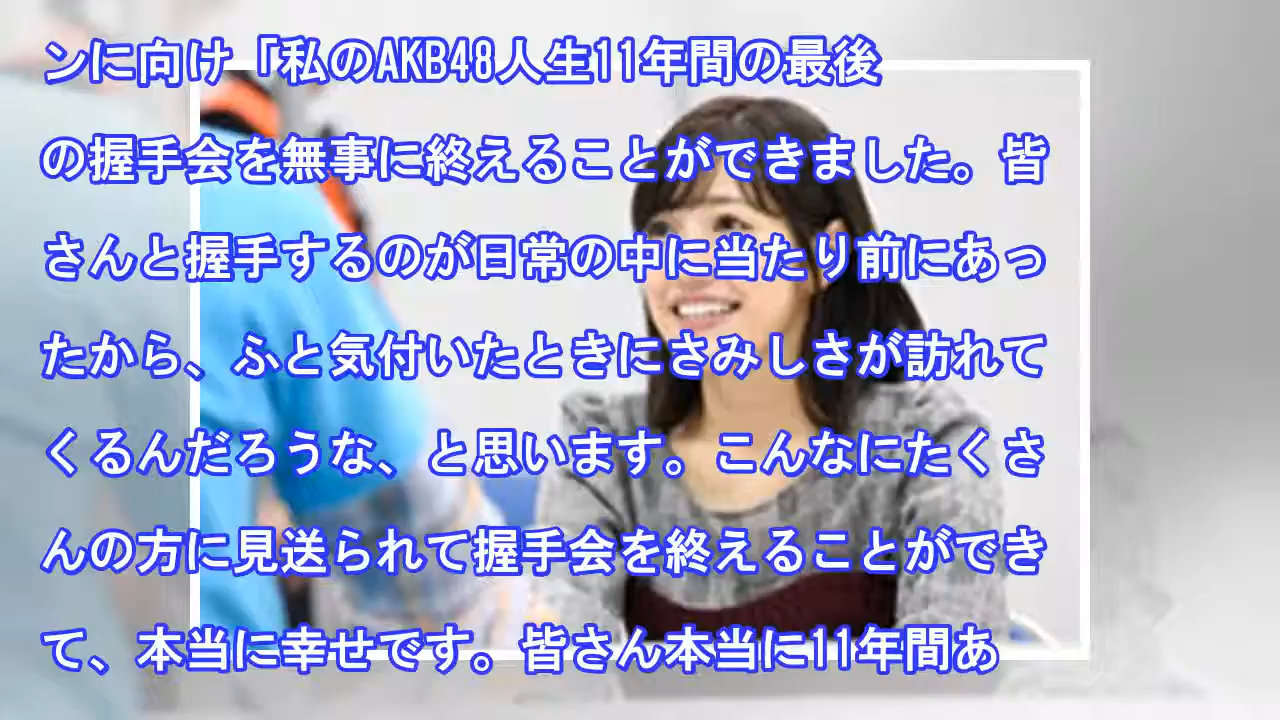 ンに向け「私のAKB48人生11年間の最後
の握手会を無事に終えることができました。皆
さんと握手するのが日常の中に当たり前にあっ
たから、ふと気付いたときにさみしさが訪れて
くるんだろうな、と思います。こんなにたくさ
んの方に見送られて握手会を終えることができ
て、本当に幸せです。皆さん本当に11年間あ